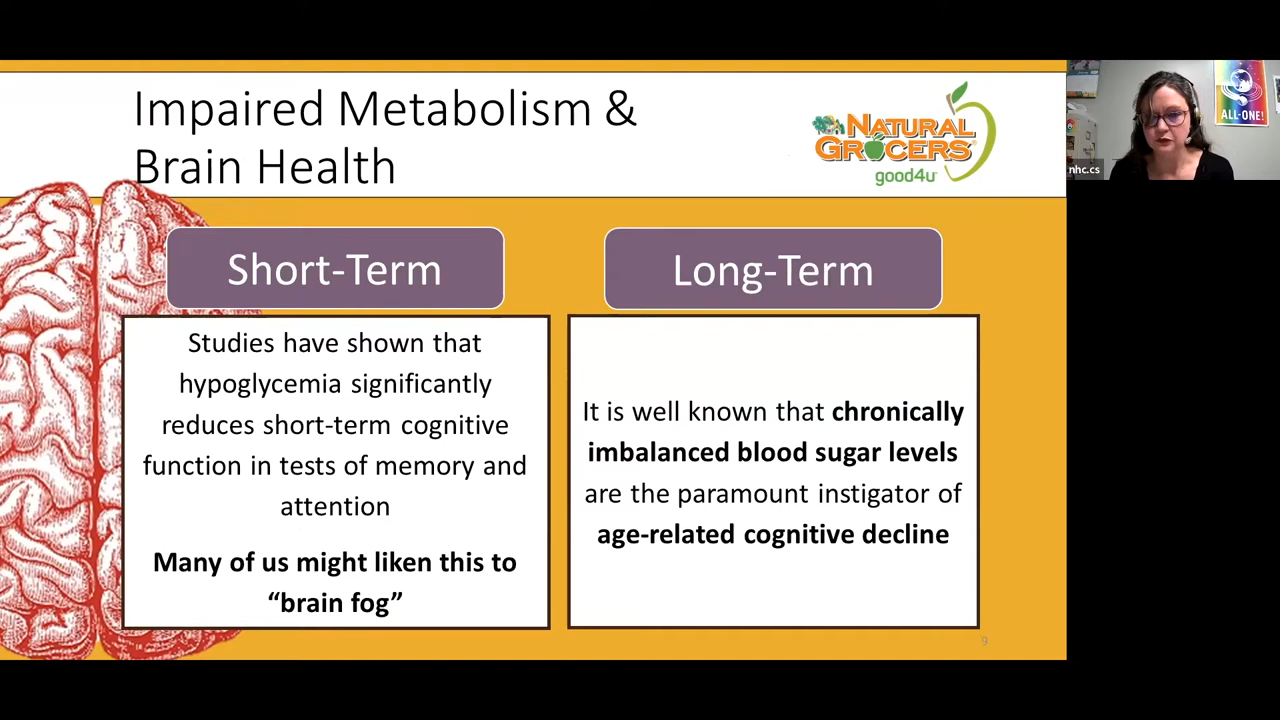 Impaired Metabolism &
Brain Health
NATURAL
GROCERS
good4u
ALL-ONE!
nhc.cs
Short-Term
Long-Term
Studies have shown that
hypoglycemia significantly
reduces short-term cognitive
function in tests of memory and
attention
Many of us might liken this to
“brain fog”
It is well known that chronically
imbalanced blood sugar levels
are the paramount instigator of
age-related cognitive decline
9